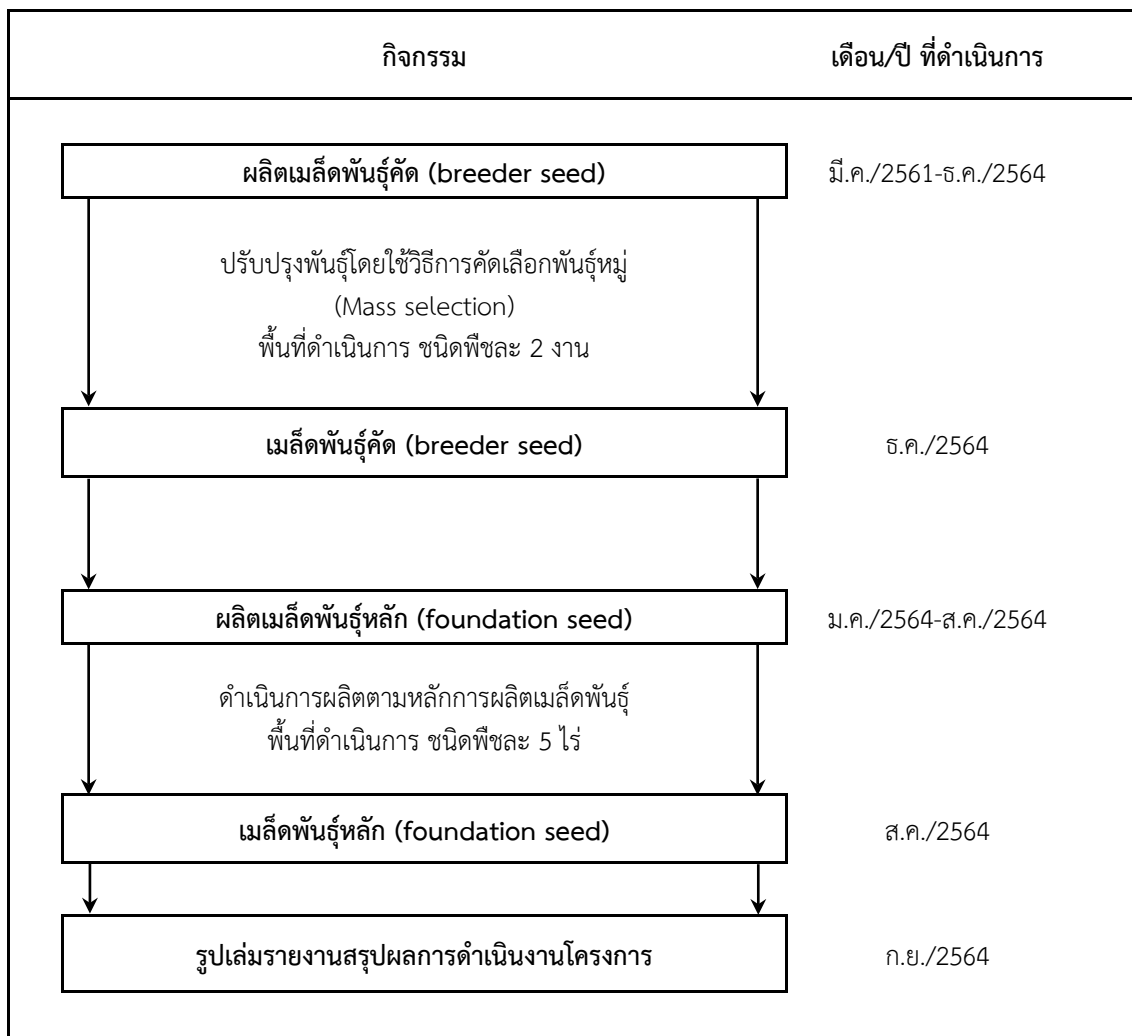 กิจกรรม เดือน/ปี ที่ดำเนินการ
ผลิตเมล็ดพันธุ์คัด (breeder seed) มี.ค./2561-ธ.ค./2564
ปรับปรุงพันธุ์โดยใช้วิธีการคัดเลือกพันธุ์หมู่
(Mass selection)
พื้นที่ดำเนินการ ชนิดพืชละ 2 งาน
เมล็ดพันธุ์คัด (breeder seed) ธ.ค./2564
ผลิตเมล็ดพันธุ์หลัก (foundation seed) ม.ค./2564-ส.ค./2564
ดำเนินการผลิตตามหลักการผลิตเมล็ดพันธุ์
พื้นที่ดำเนินการ ชนิดพืชละ 5 ไร่
เมล็ดพันธุ์หลัก (foundation seed) ส.ค./2564
รูปเล่มรายงานสรุปผลการดำเนินงานโครงการ ก.ย./2564